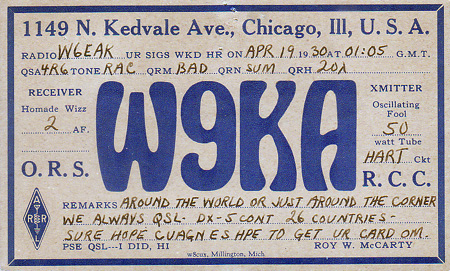 1149 N. Kedvale Ave., Chicago, Ill, U. S. A.
RADIO W6EAK UR SIGS WKD HR ON APR 19 1930 AT 01:05 G.M.T.
QSA 4R6 TONE RAC QRM BAD QRN SUM QRH 20λ
RECEIVER
Homade Wizz
2 AF.
O. R. S.
W9KA
XMITTER
Oscillating
Fool
50
watt Tube
HART Ckt
R. C. C.
A R R L
REMARKS AROUND THE WORLD OR JUST AROUND THE CORNER
WE ALWAYS QSL- DX-5 CONT 26 COUNTRIES
SURE HOPE CUAGN ES HPE TO GET UR CARD OM.
PSE QSL---I DID, HI ROY W. McCARTY
w8cux, Millington, Mich.